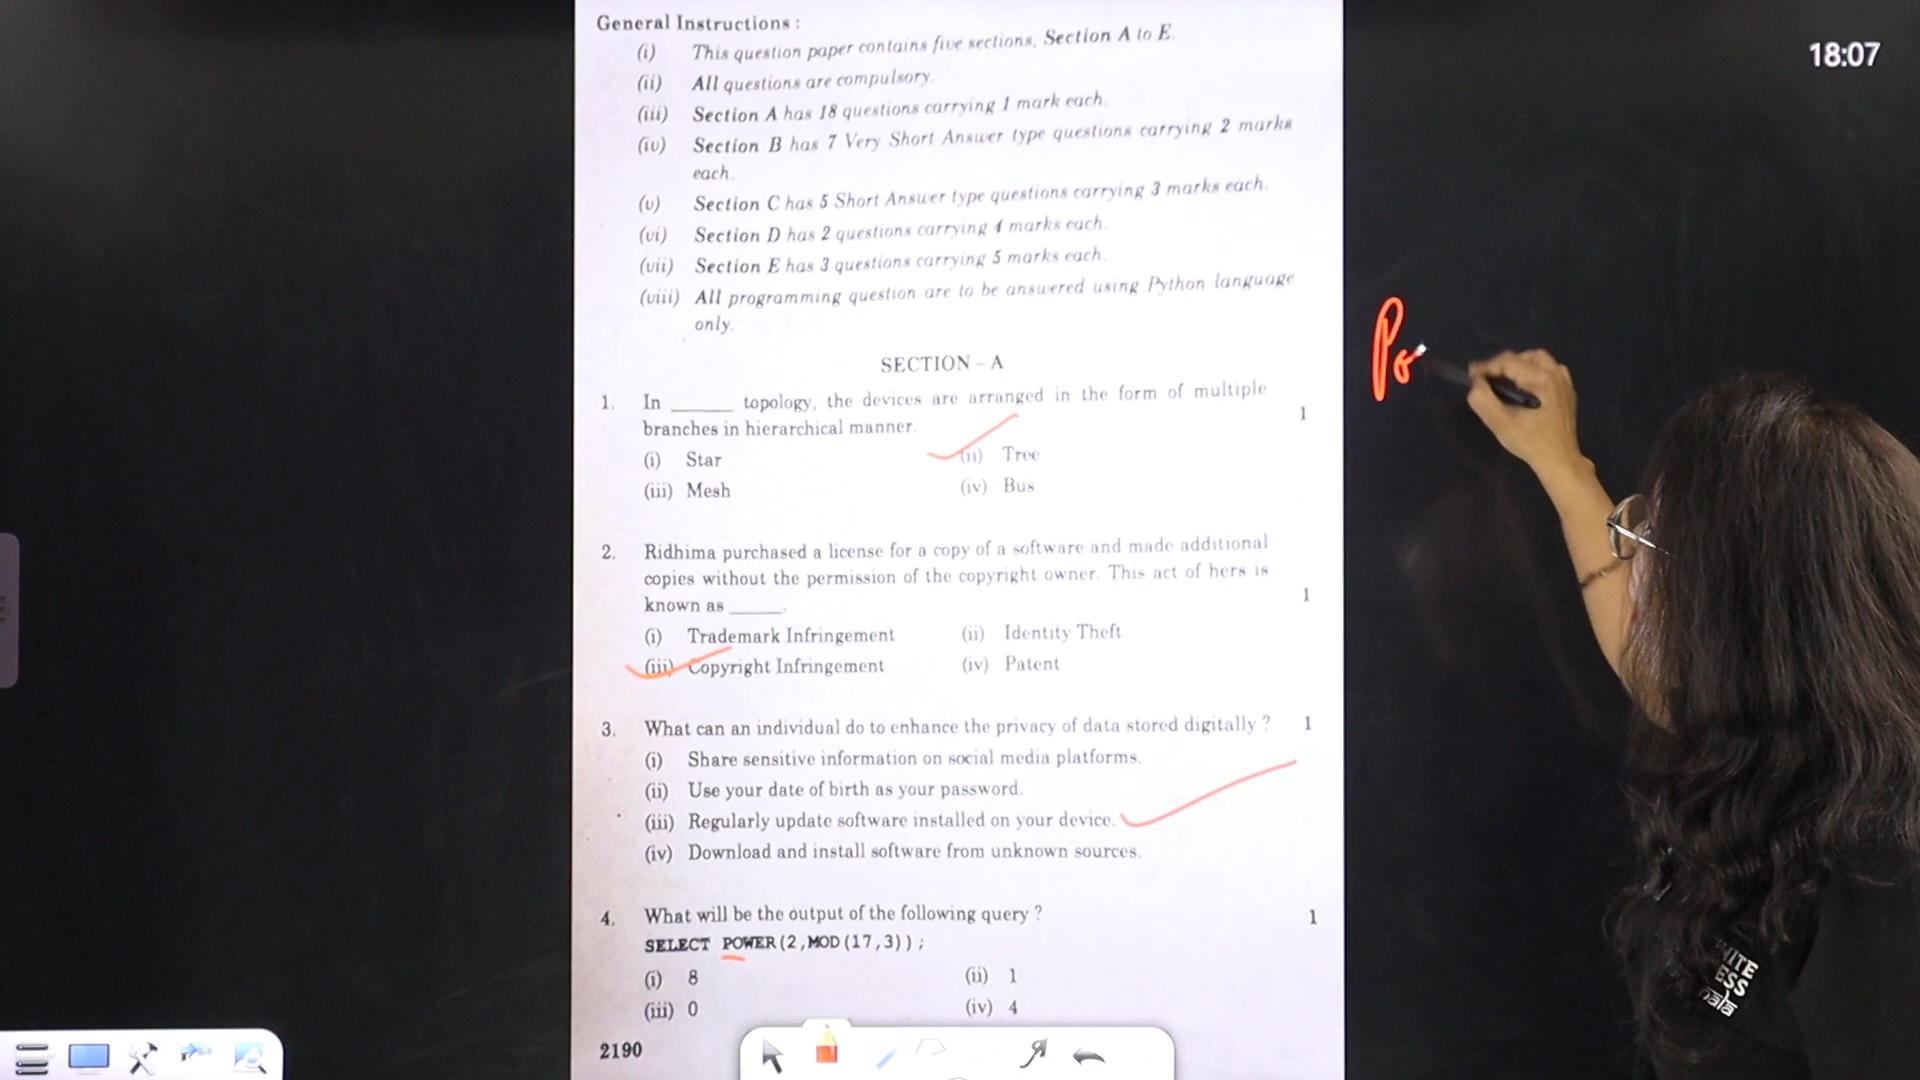 General Instructions :
18:07
(i) This question paper contains five sections, Section A to E.
(ii) All questions are compulsory.
(iii) Section A has 18 questions carrying 1 mark each.
(iv) Section B has 7 Very Short Answer type questions carrying 2 marks
each.
(v) Section C has 5 Short Answer type questions carrying 3 marks each.
(vi) Section D has 2 questions carrying 4 marks each.
(vii) Section E has 3 questions carrying 5 marks each.
(viii) All programming question are to be answered using Python language
only.
Po
SECTION – A
1. In ______ topology, the devices are arranged in the form of multiple
branches in hierarchical manner. 1
(i) Star (ii) Tree
(iii) Mesh (iv) Bus
2. Ridhima purchased a license for a copy of a software and made additional
copies without the permission of the copyright owner. This act of hers is
known as _____. 1
(i) Trademark Infringement (ii) Identity Theft
(iii) Copyright Infringement (iv) Patent
3. What can an individual do to enhance the privacy of data stored digitally ? 1
(i) Share sensitive information on social media platforms.
(ii) Use your date of birth as your password.
(iii) Regularly update software installed on your device.
(iv) Download and install software from unknown sources.
4. What will be the output of the following query ? 1
SELECT POWER(2,MOD(17,3));
(i) 8 (ii) 1
(iii) 0 (iv) 4
2190